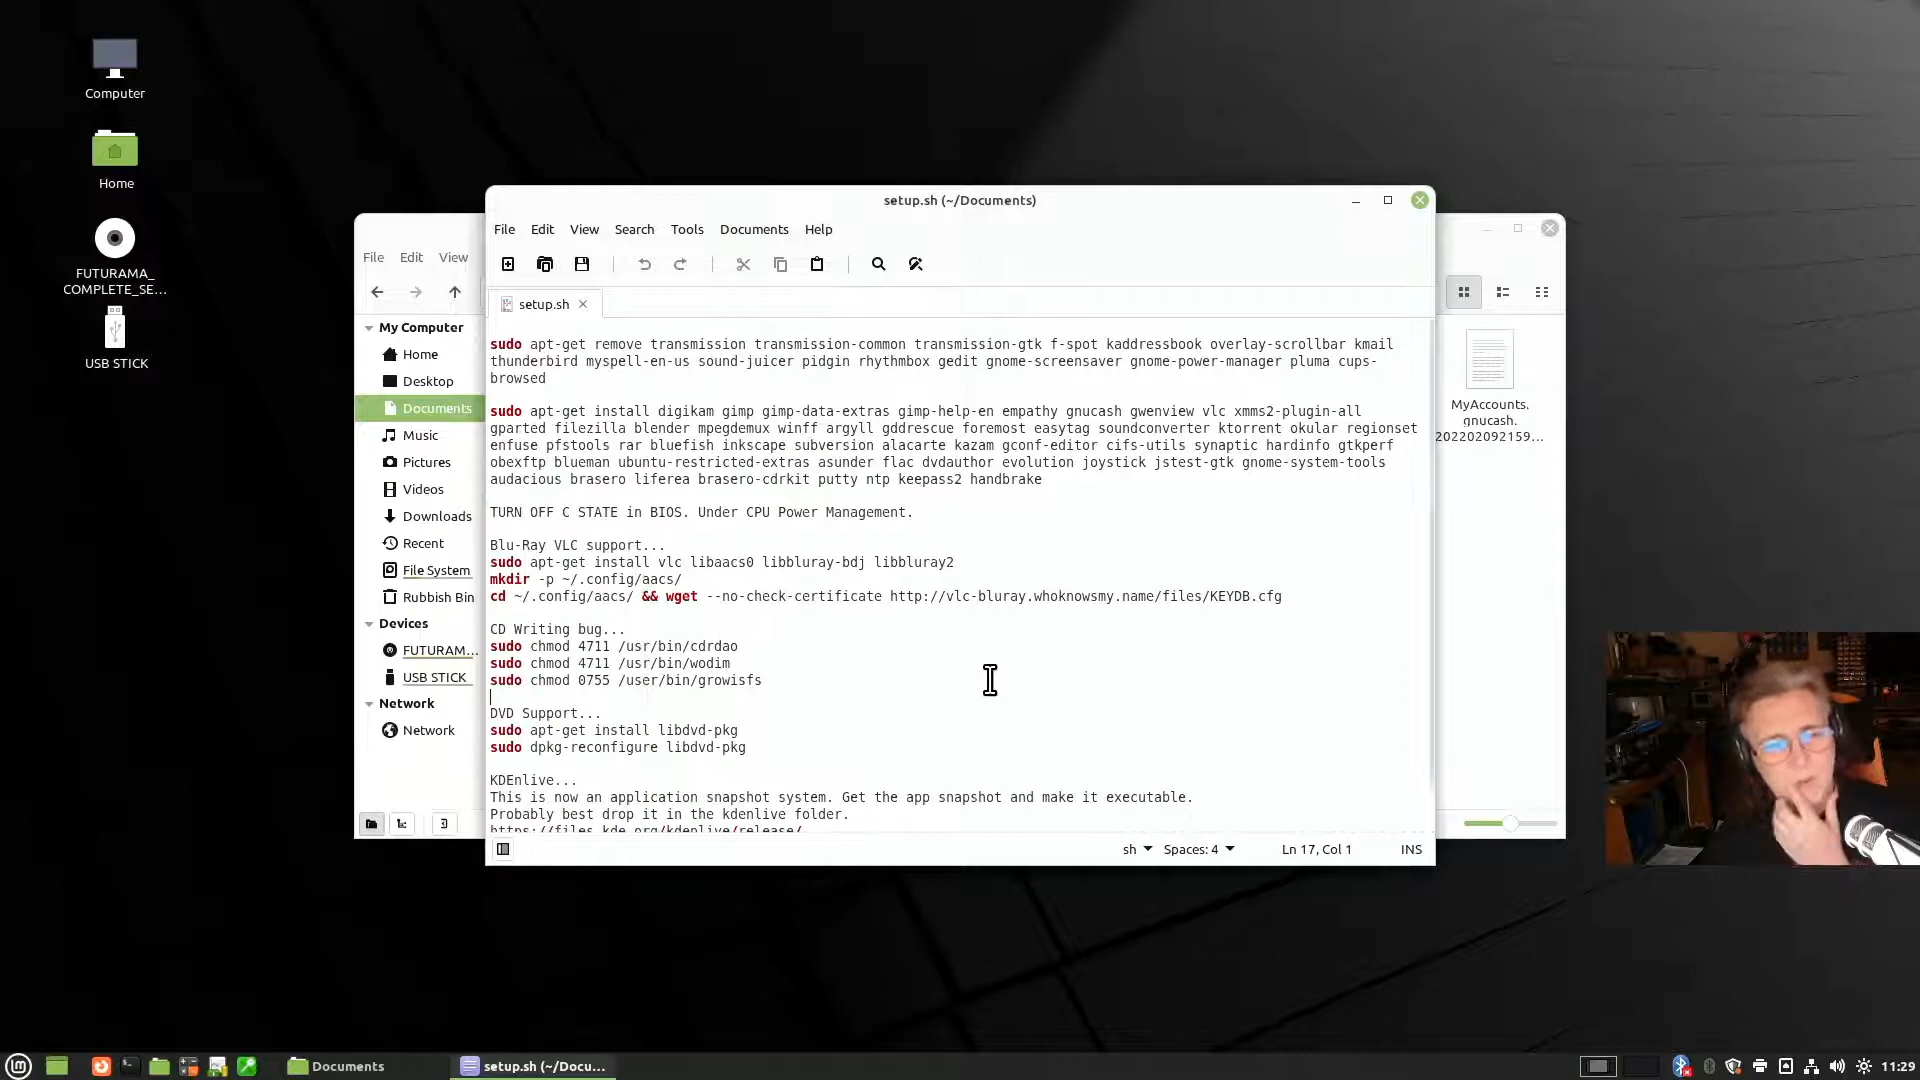 Computer
Home
FUTURAMA_
COMPLETE_SE...
USB STICK
File Edit View
My Computer
Home
Desktop
Documents
Music
Pictures
Videos
Downloads
Recent
File System
Rubbish Bin
Devices
FUTURAM...
USB STICK
Network
Network
setup.sh (~/Documents)
File Edit View Search Tools Documents Help
setup.sh
sudo apt-get remove transmission transmission-common transmission-gtk f-spot kaddressbook overlay-scrollbar kmail
thunderbird myspell-en-us sound-juicer pidgin rhythmbox gedit gnome-screensaver gnome-power-manager pluma cups-
browsed
sudo apt-get install digikam gimp gimp-data-extras gimp-help-en empathy gnucash gwenview vlc xmms2-plugin-all
gparted filezilla blender mpegdemux winff argyll gddrescue foremost easytag soundconverter ktorrent okular regionset
enfuse pfstools rar bluefish inkscape subversion alacarte kazam gconf-editor cifs-utils synaptic hardinfo gtkperf
obexftp blueman ubuntu-restricted-extras asunder flac dvdauthor evolution joystick jstest-gtk gnome-system-tools
audacious brasero liferea brasero-cdrkit putty ntp keepass2 handbrake
TURN OFF C STATE in BIOS. Under CPU Power Management.
Blu-Ray VLC support...
sudo apt-get install vlc libaacs0 libbluray-bdj libbluray2
mkdir -p ~/.config/aacs/
cd ~/.config/aacs/ && wget --no-check-certificate http://vlc-bluray.whoknowsmy.name/files/KEYDB.cfg
CD Writing bug...
sudo chmod 4711 /usr/bin/cdrdao
sudo chmod 4711 /usr/bin/wodim
sudo chmod 0755 /user/bin/growisfs
DVD Support...
sudo apt-get install libdvd-pkg
sudo dpkg-reconfigure libdvd-pkg
KDEnlive...
This is now an application snapshot system. Get the app snapshot and make it executable.
Probably best drop it in the kdenlive folder.
https://files.kde.org/kdenlive/release/
sh Spaces: 4 Ln 17, Col 1 INS
MyAccounts.
gnucash.
202202092159...
Documents
setup.sh (~/Docu...
11:29